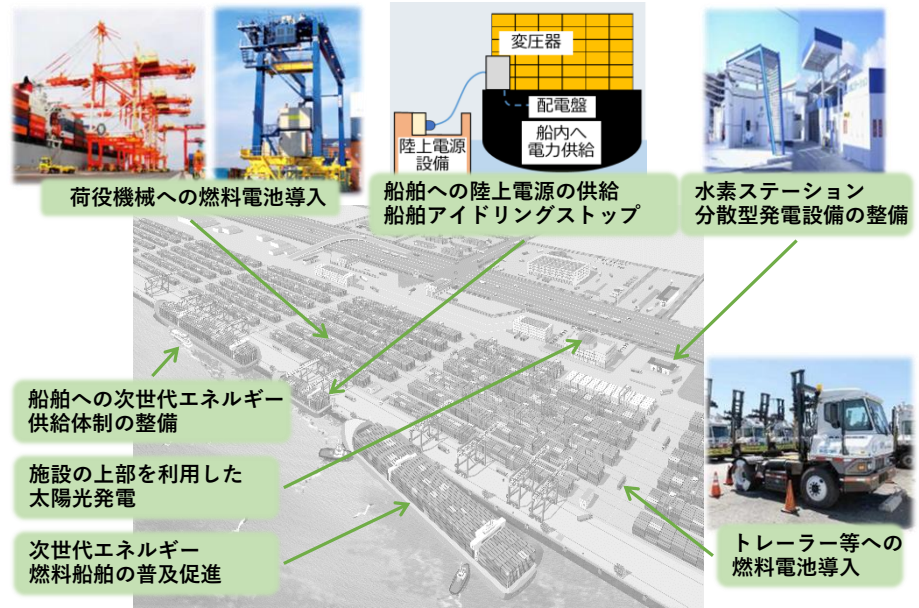 変圧器
配電盤
船内へ
電力供給
陸上電源
設備
荷役機械への燃料電池導入
船舶への陸上電源の供給
船舶アイドリングストップ
水素ステーション
分散型発電設備の整備
船舶への次世代エネルギー
供給体制の整備
施設の上部を利用した
太陽光発電
次世代エネルギー
燃料船舶の普及促進
トレーラー等への
燃料電池導入